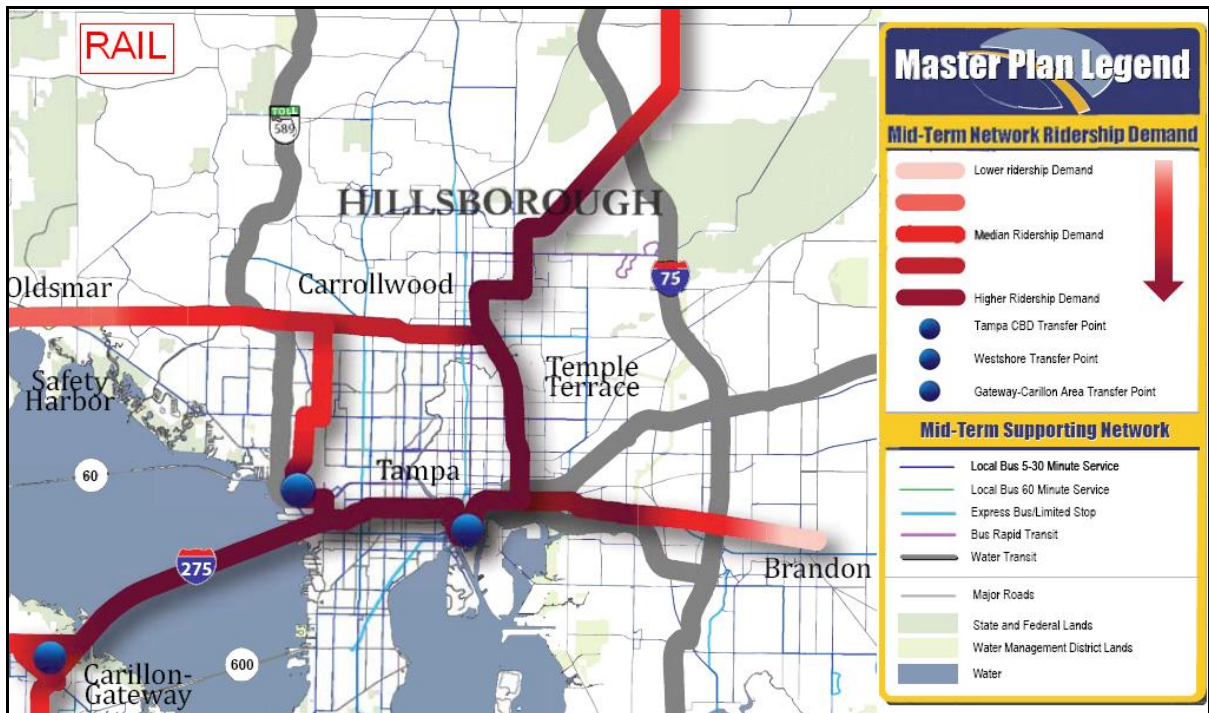 RAIL
TOLL
589
HILLSBOROUGH
75
Oldsmar
Carrollwood
Safety
Harbor
Temple
Terrace
60
Tampa
275
Brandon
Carillon-
Gateway
600
Master Plan Legend
Mid-Term Network Ridership Demand
Lower ridership Demand
Median Ridership Demand
Higher Ridership Demand
Tampa CBD Transfer Point
Westshore Transfer Point
Gateway-Carillon Area Transfer Point
Mid-Term Supporting Network
Local Bus 5-30 Minute Service
Local Bus 60 Minute Service
Express Bus/Limited Stop
Bus Rapid Transit
Water Transit
Major Roads
State and Federal Lands
Water Management District Lands
Water